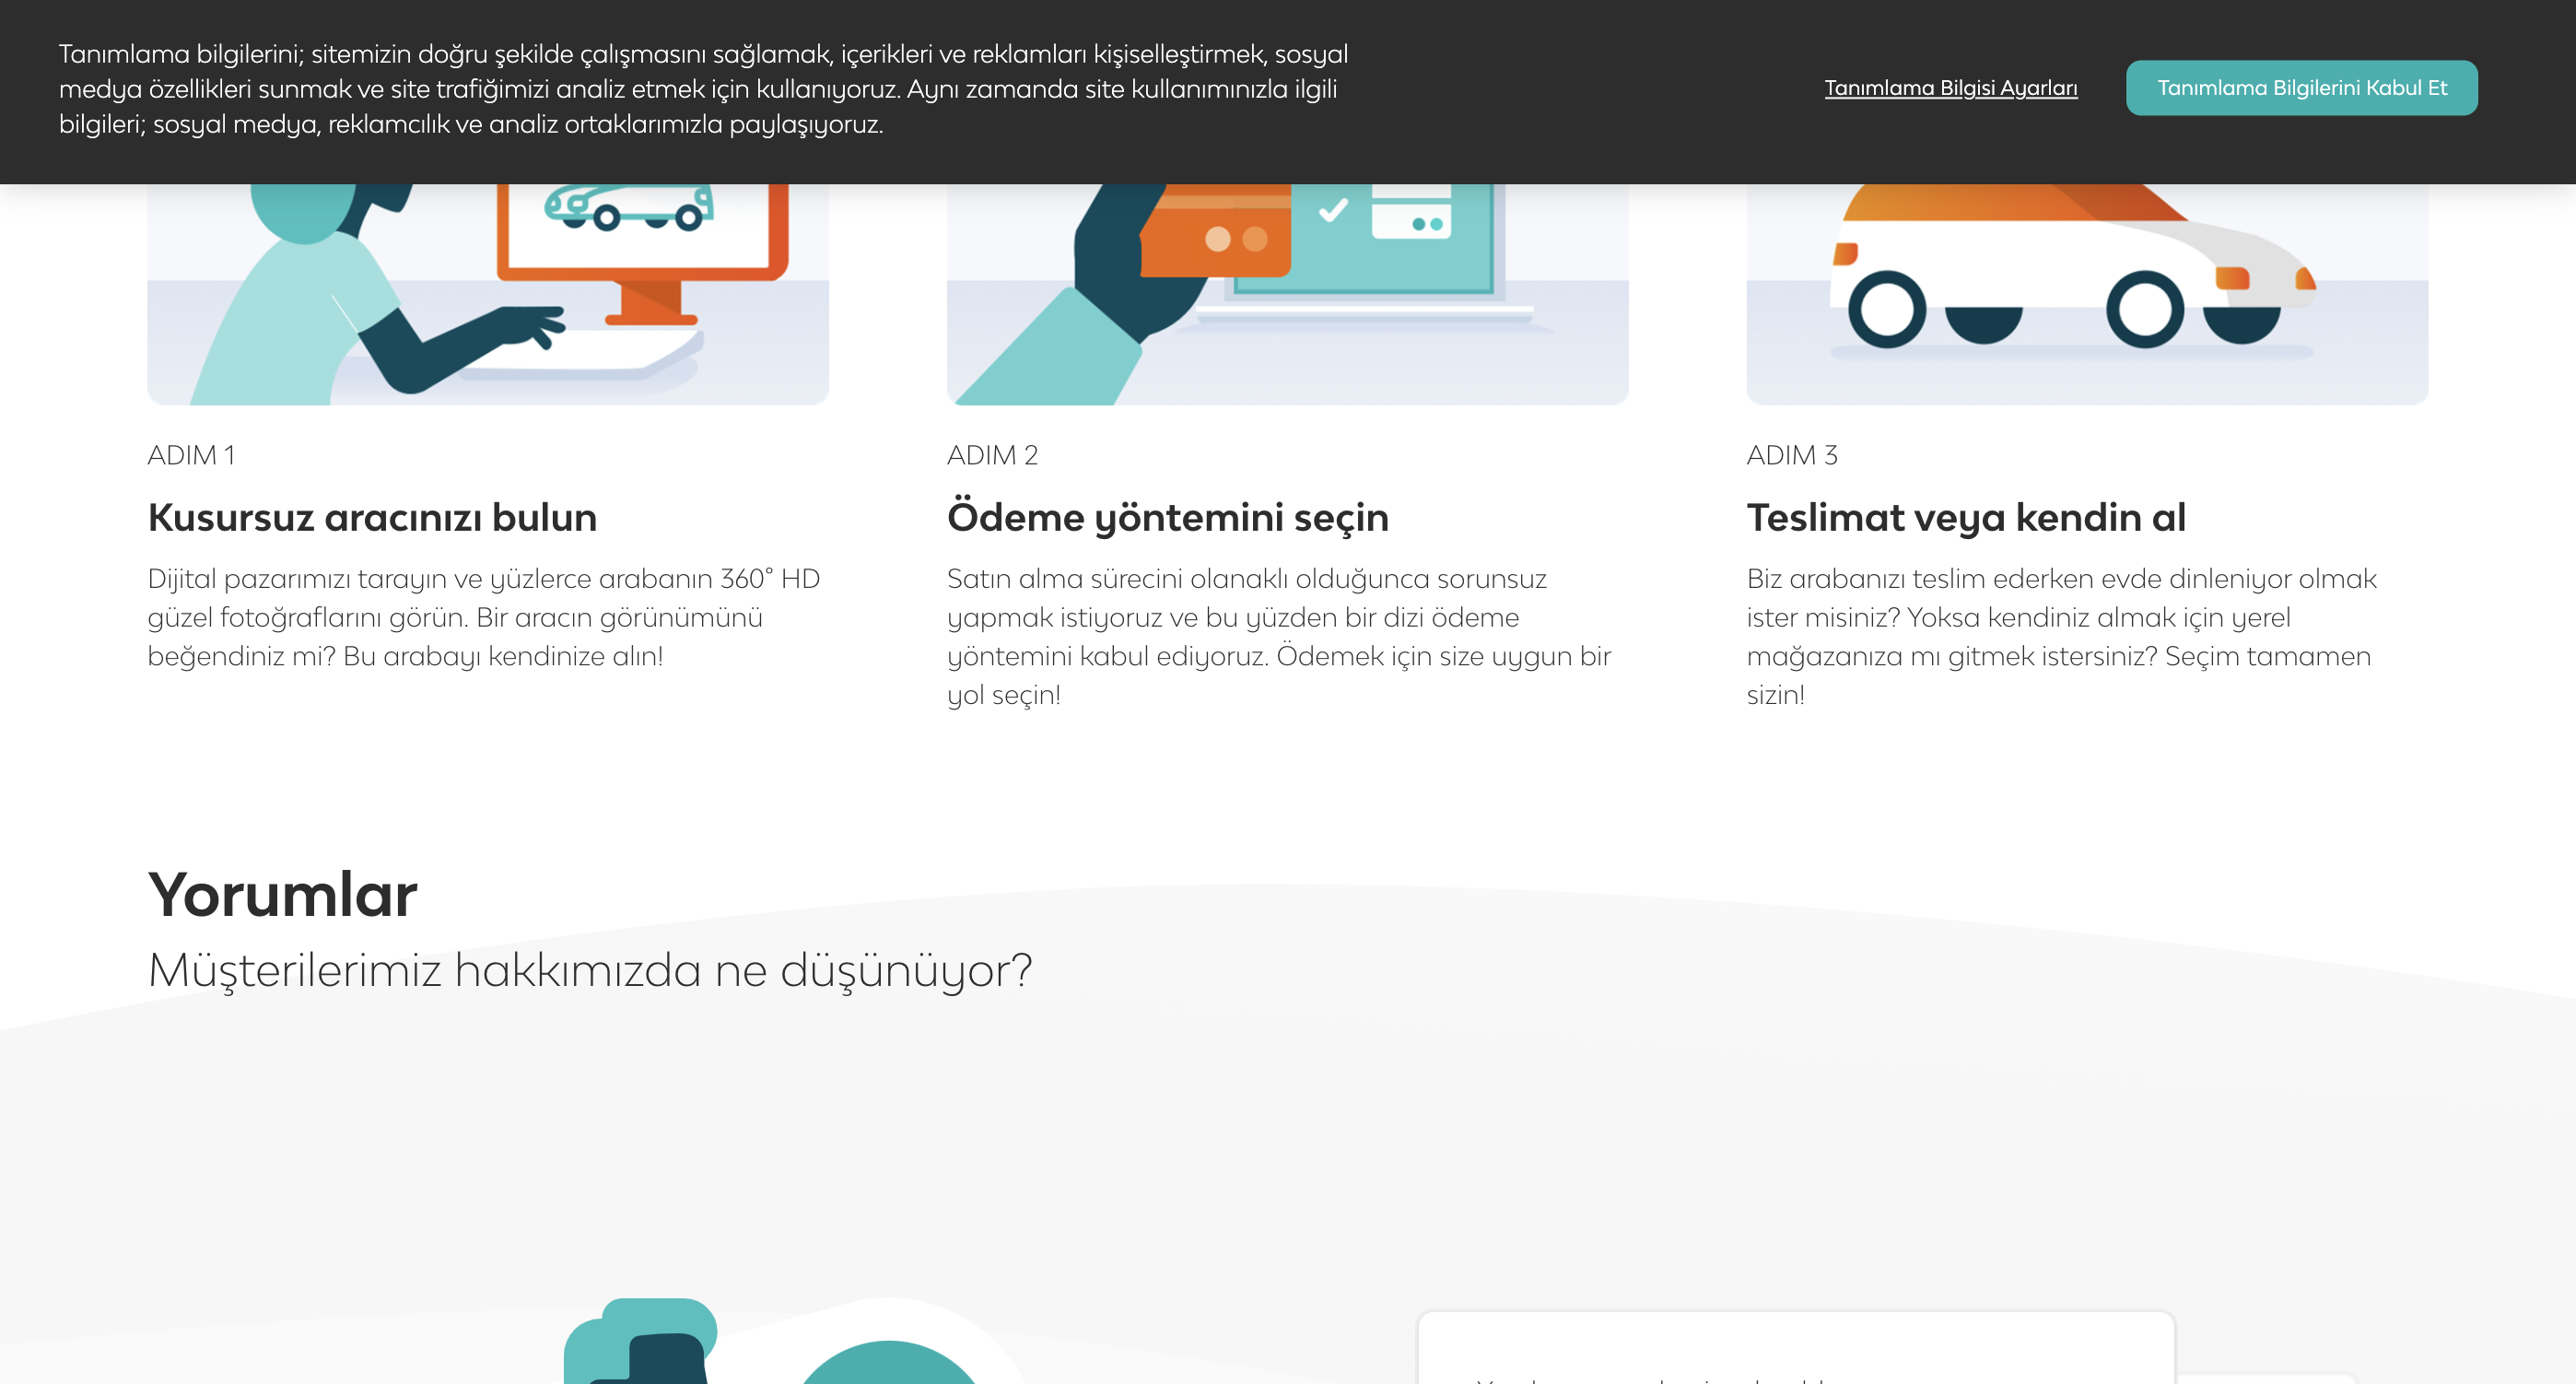 Tanımlama bilgilerini; sitemizin doğru şekilde çalışmasını sağlamak, içerikleri ve reklamları kişiselleştirmek, sosyal
medya özellikleri sunmak ve site trafiğimizi analiz etmek için kullanıyoruz. Aynı zamanda site kullanımınızla ilgili
bilgileri; sosyal medya, reklamcılık ve analiz ortaklarımızla paylaşıyoruz.
Tanımlama Bilgisi Ayarları
Tanımlama Bilgilerini Kabul Et
ADIM 1
Kusursuz aracınızı bulun
Dijital pazarımızı tarayın ve yüzlerce arabanın 360° HD
güzel fotoğraflarını görün. Bir aracın görünümünü
beğendiniz mi? Bu arabayı kendinize alın!
ADIM 2
Ödeme yöntemini seçin
Satın alma sürecini olanaklı olduğunca sorunsuz
yapmak istiyoruz ve bu yüzden bir dizi ödeme
yöntemini kabul ediyoruz. Ödemek için size uygun bir
yol seçin!
ADIM 3
Teslimat veya kendin al
Biz arabanızı teslim ederken evde dinleniyor olmak
ister misiniz? Yoksa kendiniz almak için yerel
mağazanıza mı gitmek istersiniz? Seçim tamamen
sizin!
Yorumlar
Müşterilerimiz hakkımızda ne düşünüyor?